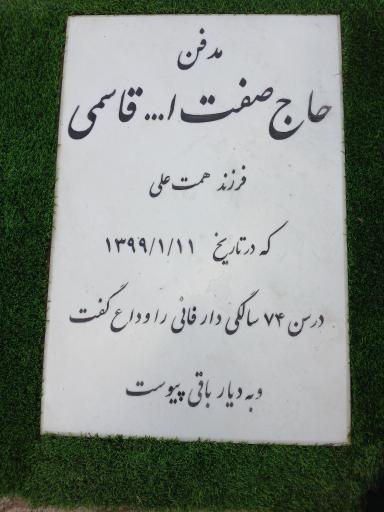 مدفن
حاج صفت ا... قاسمی
فرزند همت علی
که در تاریخ ۱۳۹۹/۱/۱۱
در سن ۷۴ سالگی دار فانی را وداع گفت
و به دیار باقی پیوست